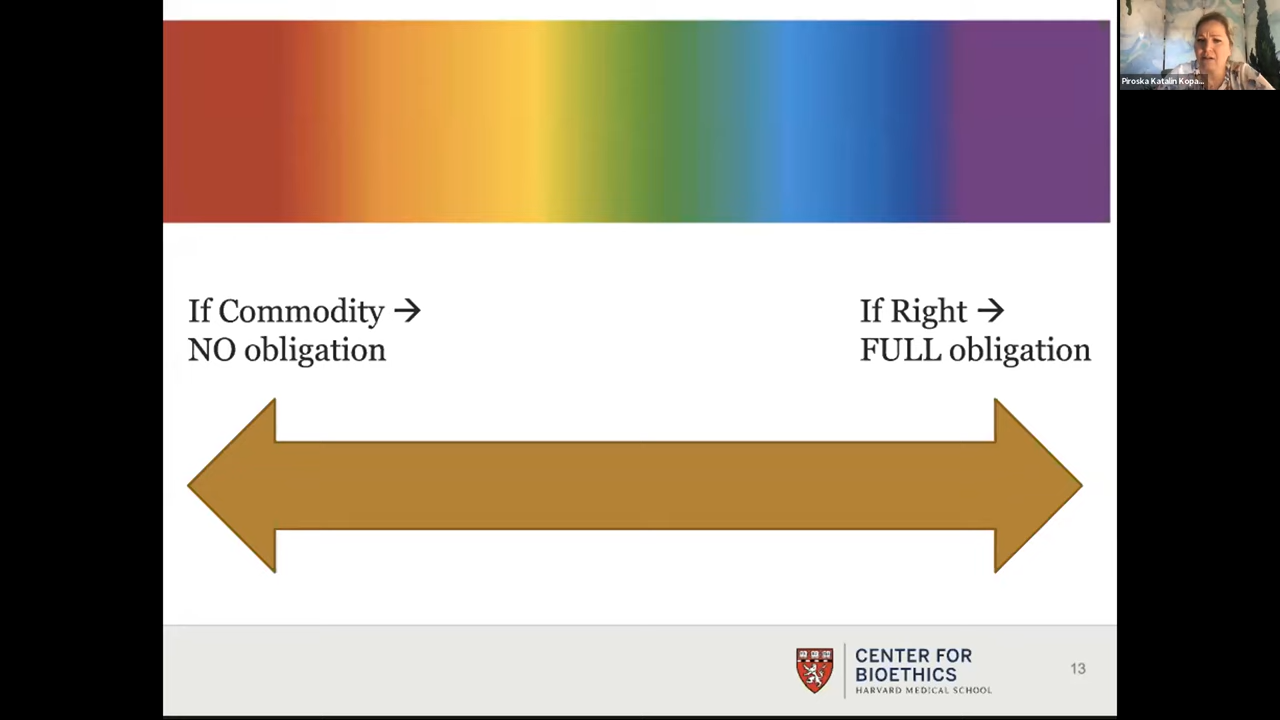 Piroska Katalin Kopa...
If Commodity →
NO obligation
If Right →
FULL obligation
CENTER FOR
BIOETHICS
HARVARD MEDICAL SCHOOL
13